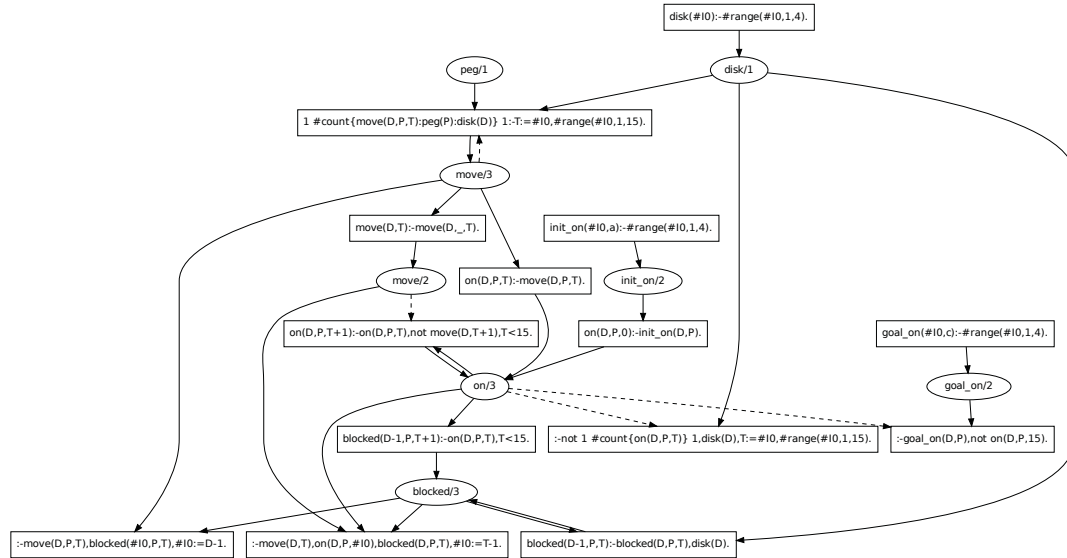 disk(#I0):-#range(#I0,1,4).
peg/1
disk/1
1 #count{move(D,P,T):peg(P):disk(D)} 1:-T:=#I0,#range(#I0,1,15).
move/3
move(D,T):-move(D,_,T).
init_on(#I0,a):-#range(#I0,1,4).
move/2
on(D,P,T):-move(D,P,T).
init_on/2
on(D,P,T+1):-on(D,P,T),not move(D,T+1),T<15.
on(D,P,0):-init_on(D,P).
goal_on(#I0,c):-#range(#I0,1,4).
on/3
goal_on/2
blocked(D-1,P,T+1):-on(D,P,T),T<15.
:-not 1 #count{on(D,P,T)} 1,disk(D),T:=#I0,#range(#I0,1,15).
:-goal_on(D,P),not on(D,P,15).
blocked/3
:-move(D,P,T),blocked(#I0,P,T),#I0:=D-1.
:-move(D,T),on(D,P,#I0),blocked(D,P,T),#I0:=T-1.
blocked(D-1,P,T):-blocked(D,P,T),disk(D).